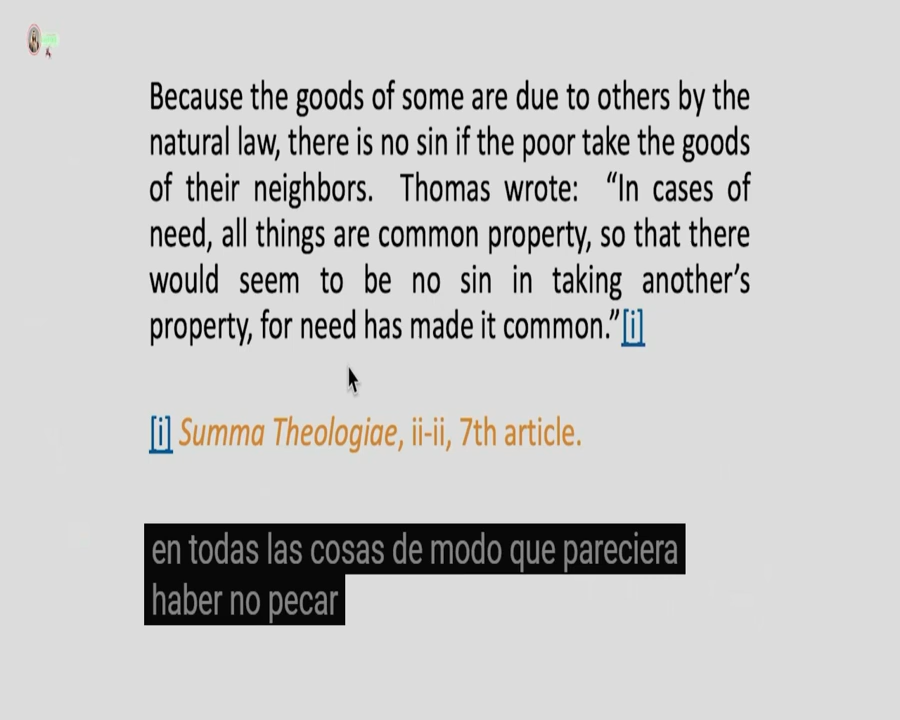 Because the goods of some are due to others by the
natural law, there is no sin if the poor take the goods
of their neighbors. Thomas wrote: “In cases of
need, all things are common property, so that there
would seem to be no sin in taking another’s
property, for need has made it common.”[i]
[i] Summa Theologiae, ii-ii, 7th article.
en todas las cosas de modo que pareciera
haber no pecar